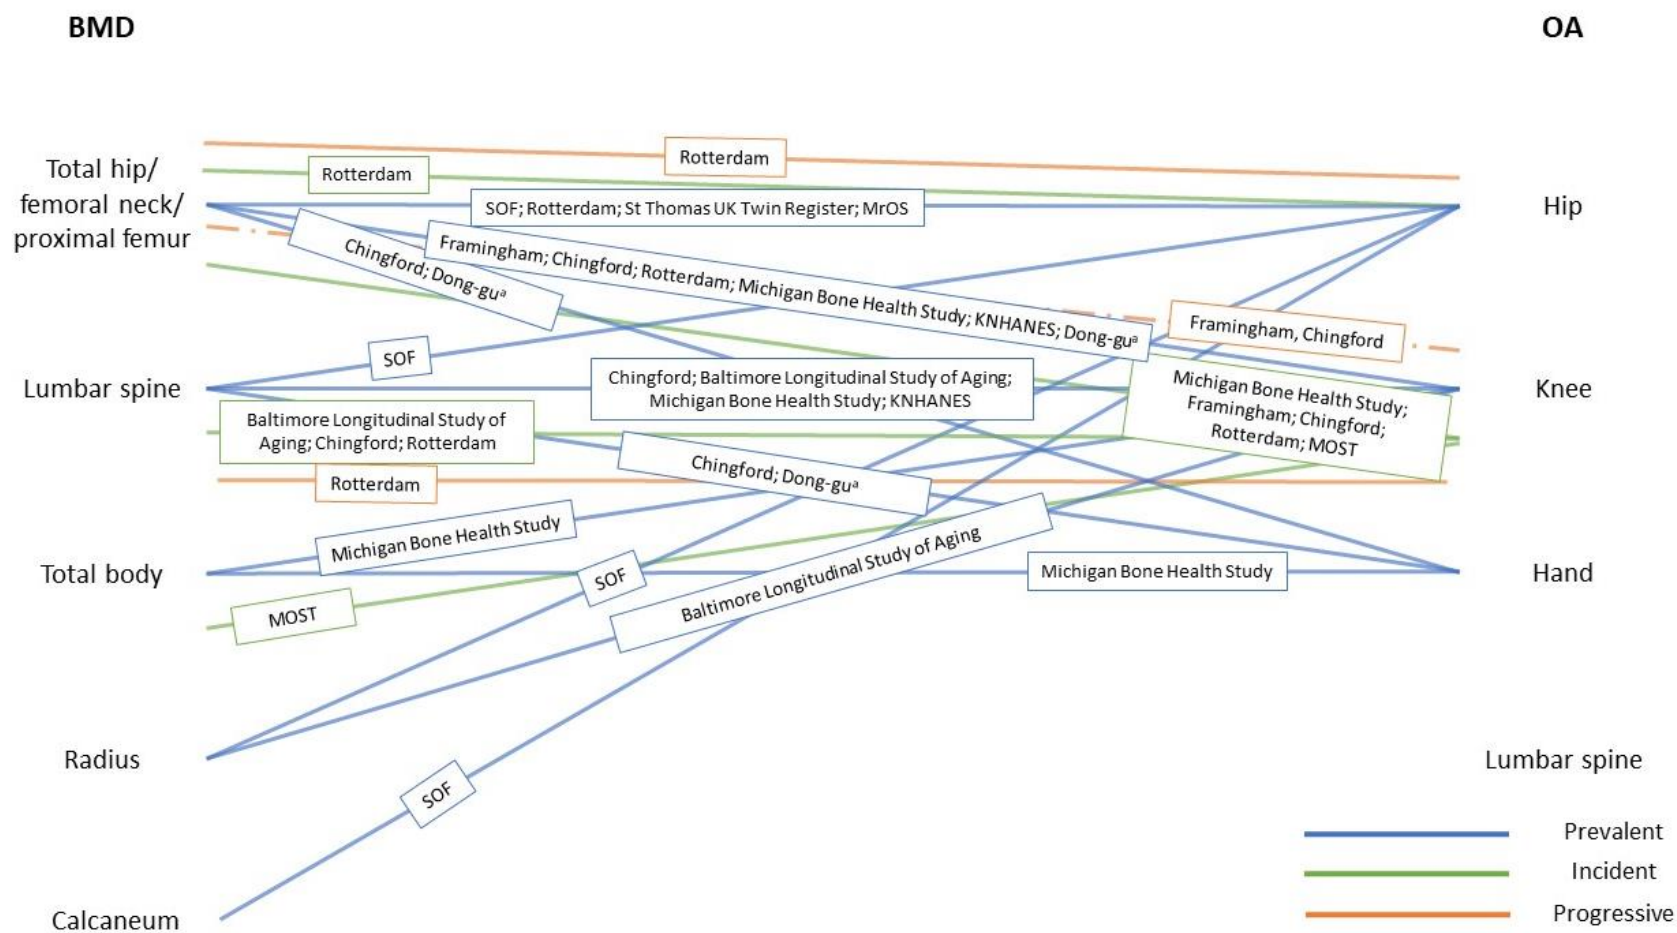 BMD
OA
Rotterdam
Total hip/
femoral neck/
proximal femur
Rotterdam
SOF; Rotterdam; St Thomas UK Twin Register; MrOS
Hip
Chingford; Dong-guᵃ
Framingham; Chingford; Rotterdam; Michigan Bone Health Study; KNHANES; Dong-guᵃ
Framingham, Chingford
SOF
Lumbar spine
Chingford; Baltimore Longitudinal Study of Aging;
Michigan Bone Health Study; KNHANES
Michigan Bone Health Study;
Framingham; Chingford;
Rotterdam; MOST
Knee
Baltimore Longitudinal Study of
Aging; Chingford; Rotterdam
Chingford; Dong-guᵃ
Rotterdam
Michigan Bone Health Study
Total body
SOF
Baltimore Longitudinal Study of Aging
Michigan Bone Health Study
Hand
MOST
Radius
Lumbar spine
SOF
Prevalent
Incident
Calcaneum
Progressive